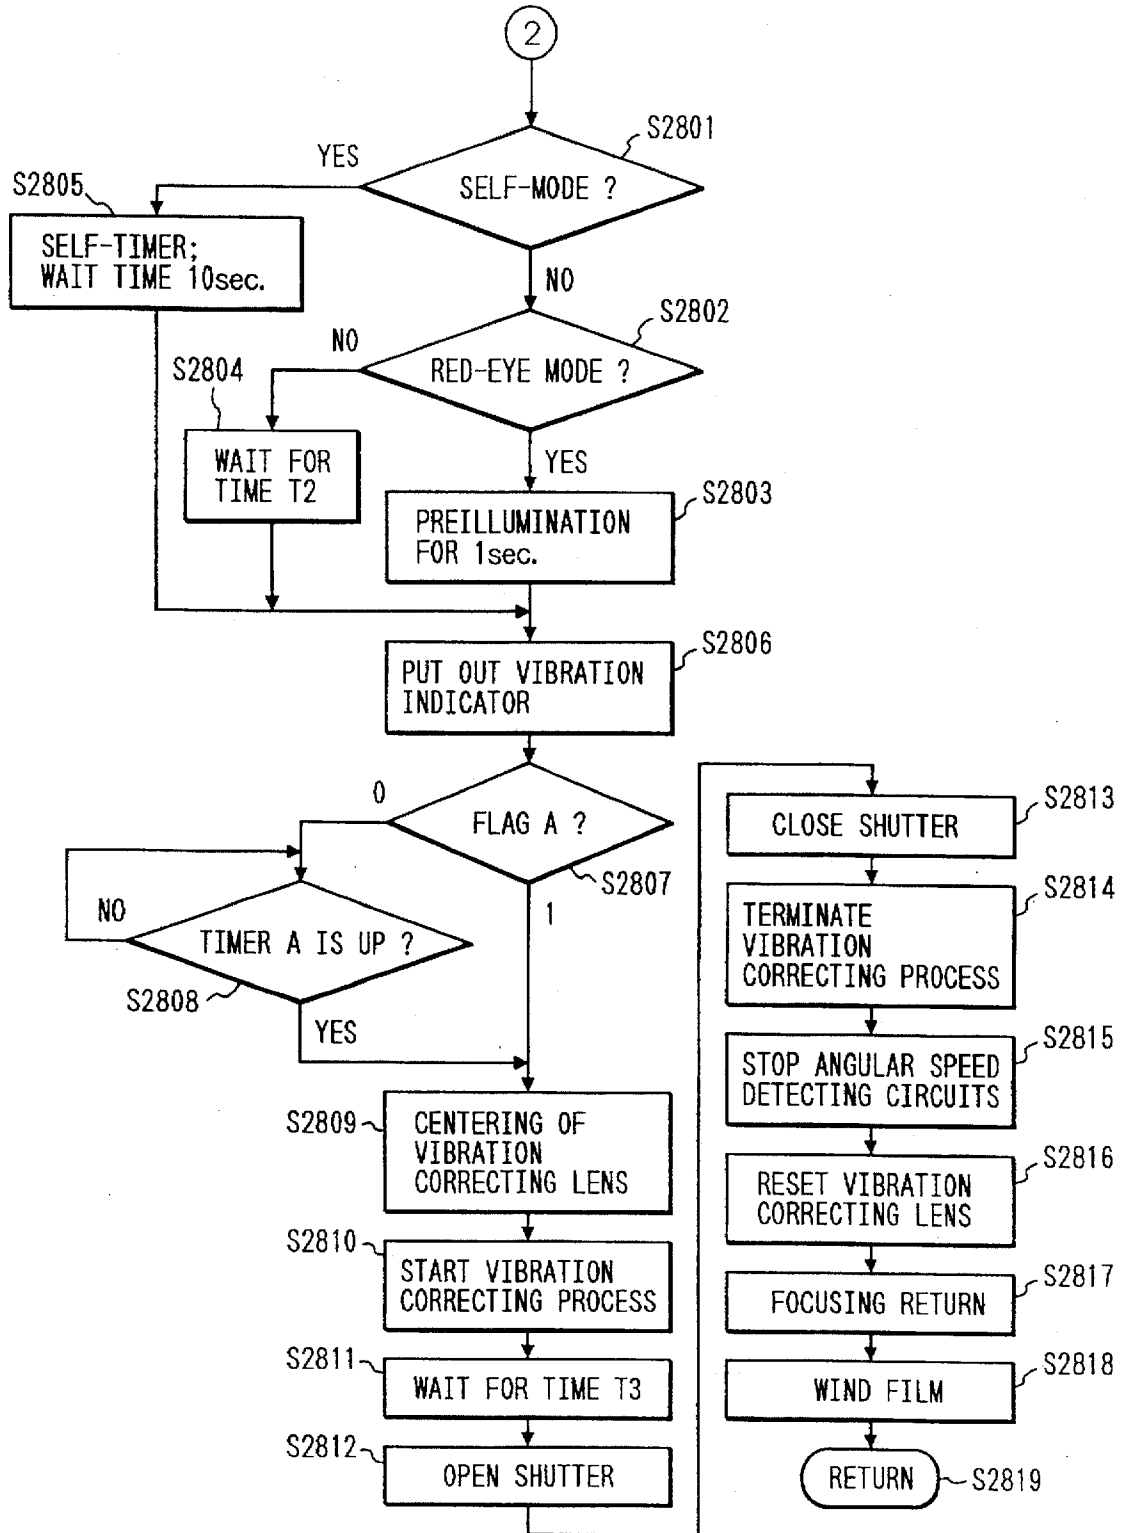 2
S2801
YES
SELF-MODE ?
S2805
SELF-TIMER;
WAIT TIME 10sec.
NO
S2802
NO
RED-EYE MODE ?
S2804
WAIT FOR
TIME T2
YES
S2803
PREILLUMINATION
FOR 1sec.
S2806
PUT OUT VIBRATION
INDICATOR
0
FLAG A ?
S2807
1
NO
TIMER A IS UP ?
S2808
YES
S2809
CENTERING OF
VIBRATION
CORRECTING LENS
S2810
START VIBRATION
CORRECTING PROCESS
S2811
WAIT FOR TIME T3
S2812
OPEN SHUTTER
S2813
CLOSE SHUTTER
S2814
TERMINATE
VIBRATION
CORRECTING PROCESS
S2815
STOP ANGULAR SPEED
DETECTING CIRCUITS
S2816
RESET VIBRATION
CORRECTING LENS
S2817
FOCUSING RETURN
S2818
WIND FILM
RETURN
S2819